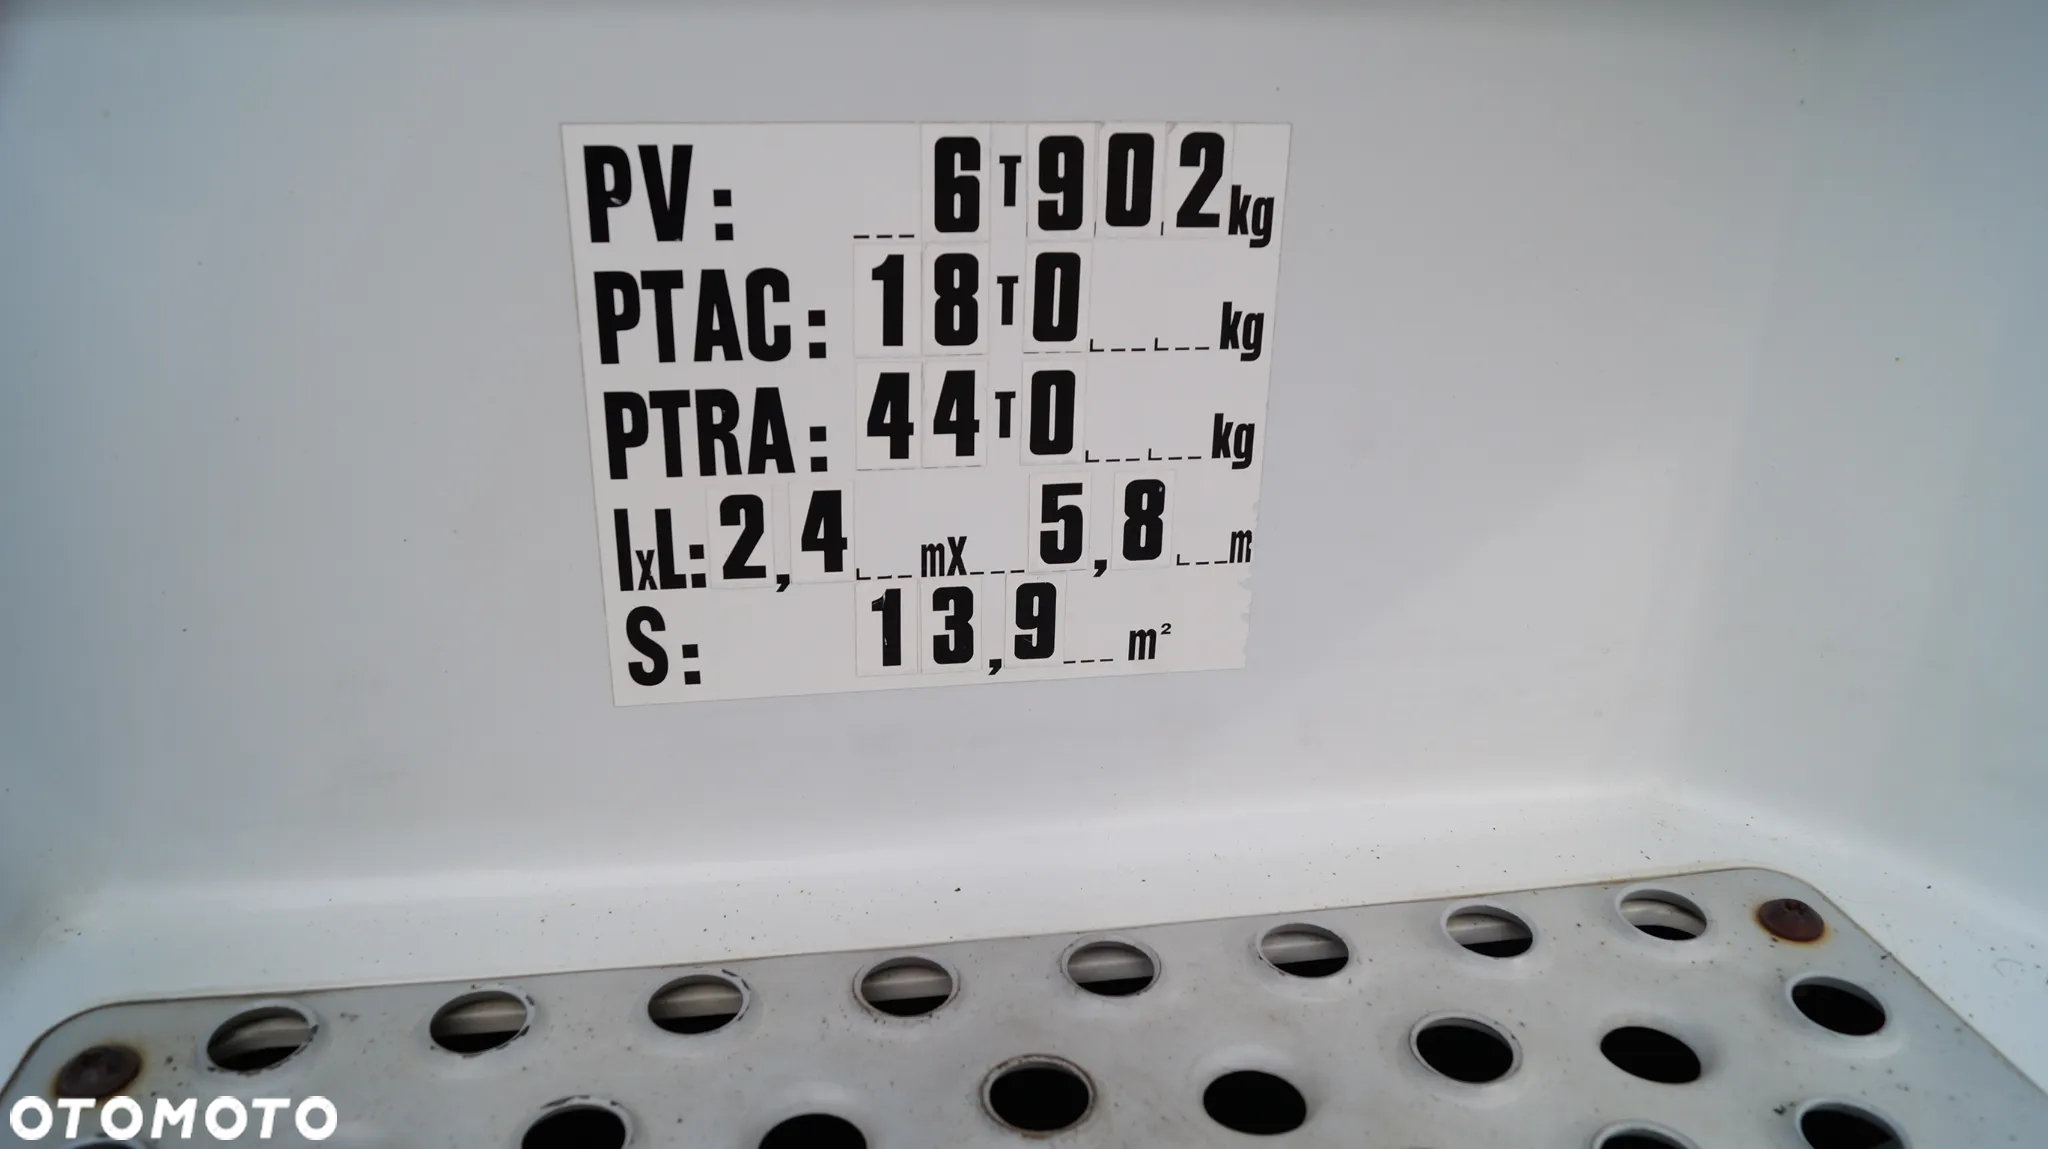 PV: 6T902kg
PTAC: 18T0 kg
PTRA: 44T0 kg
lxL: 2,4 mX 5,8 m
S: 13,9 m²
OTOMOTO